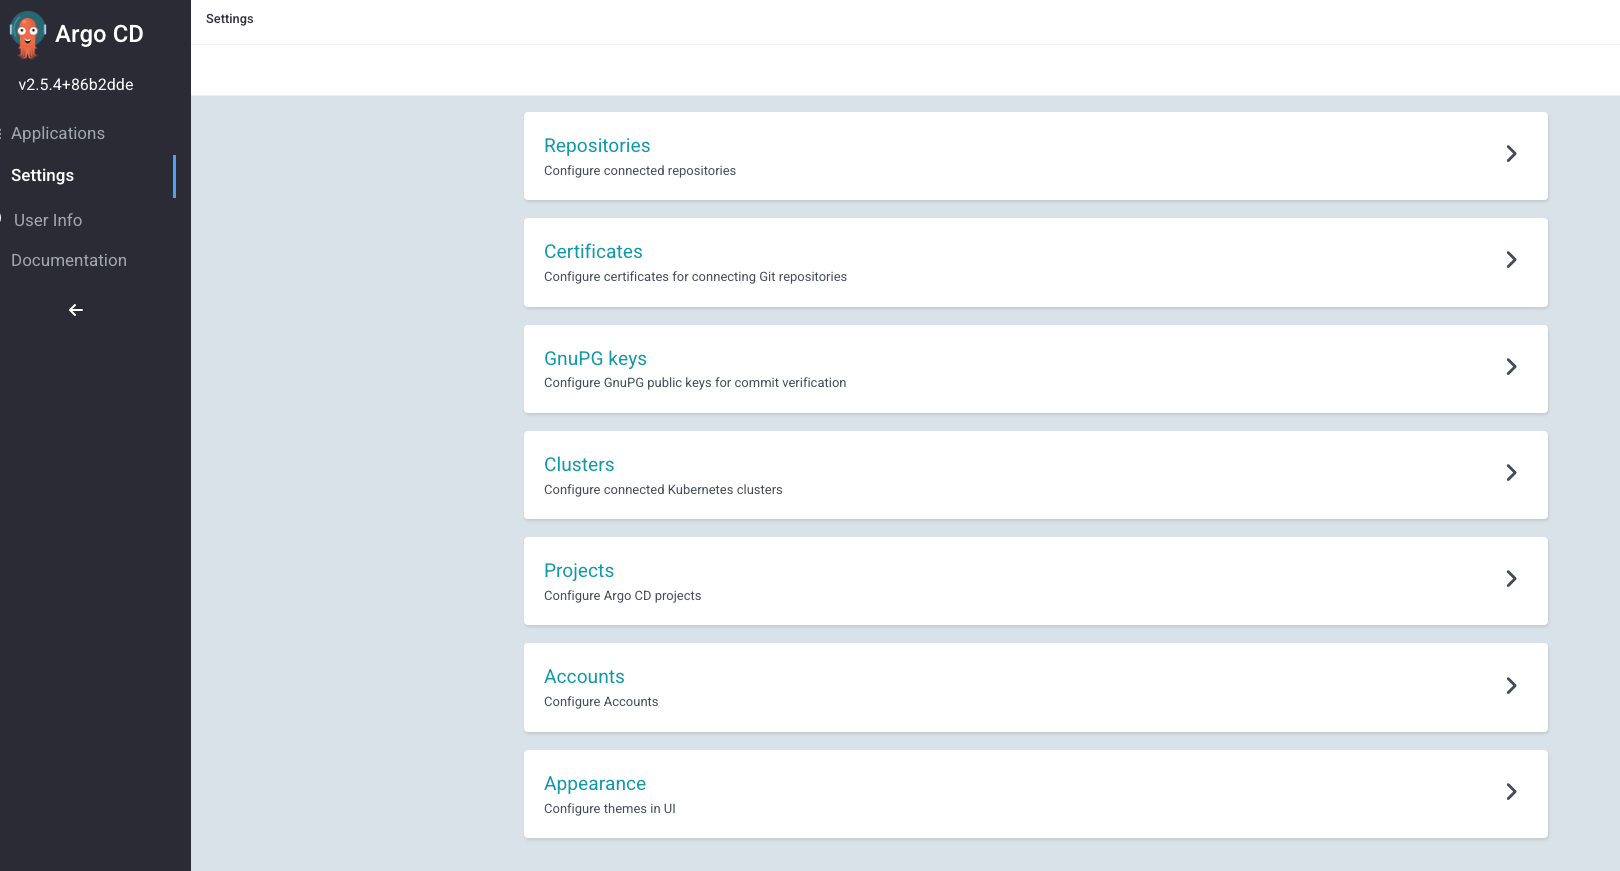 Argo CD
v2.5.4+86b2dde
Applications
Settings
User Info
Documentation
Settings
Repositories
Configure connected repositories
Certificates
Configure certificates for connecting Git repositories
GnuPG keys
Configure GnuPG public keys for commit verification
Clusters
Configure connected Kubernetes clusters
Projects
Configure Argo CD projects
Accounts
Configure Accounts
Appearance
Configure themes in UI